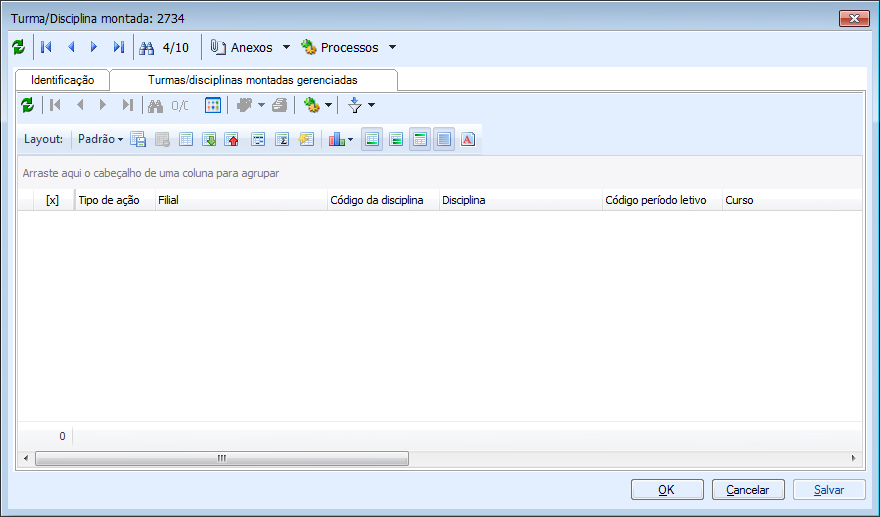 Turma/Disciplina montada: 2734
4/10 Anexos Processos
Identificação Turmas/disciplinas montadas gerenciadas
0/0
Layout: Padrão
Arraste aqui o cabeçalho de uma coluna para agrupar
[x] Tipo de ação Filial Código da disciplina Disciplina Código período letivo Curso
0
OK Cancelar Salvar